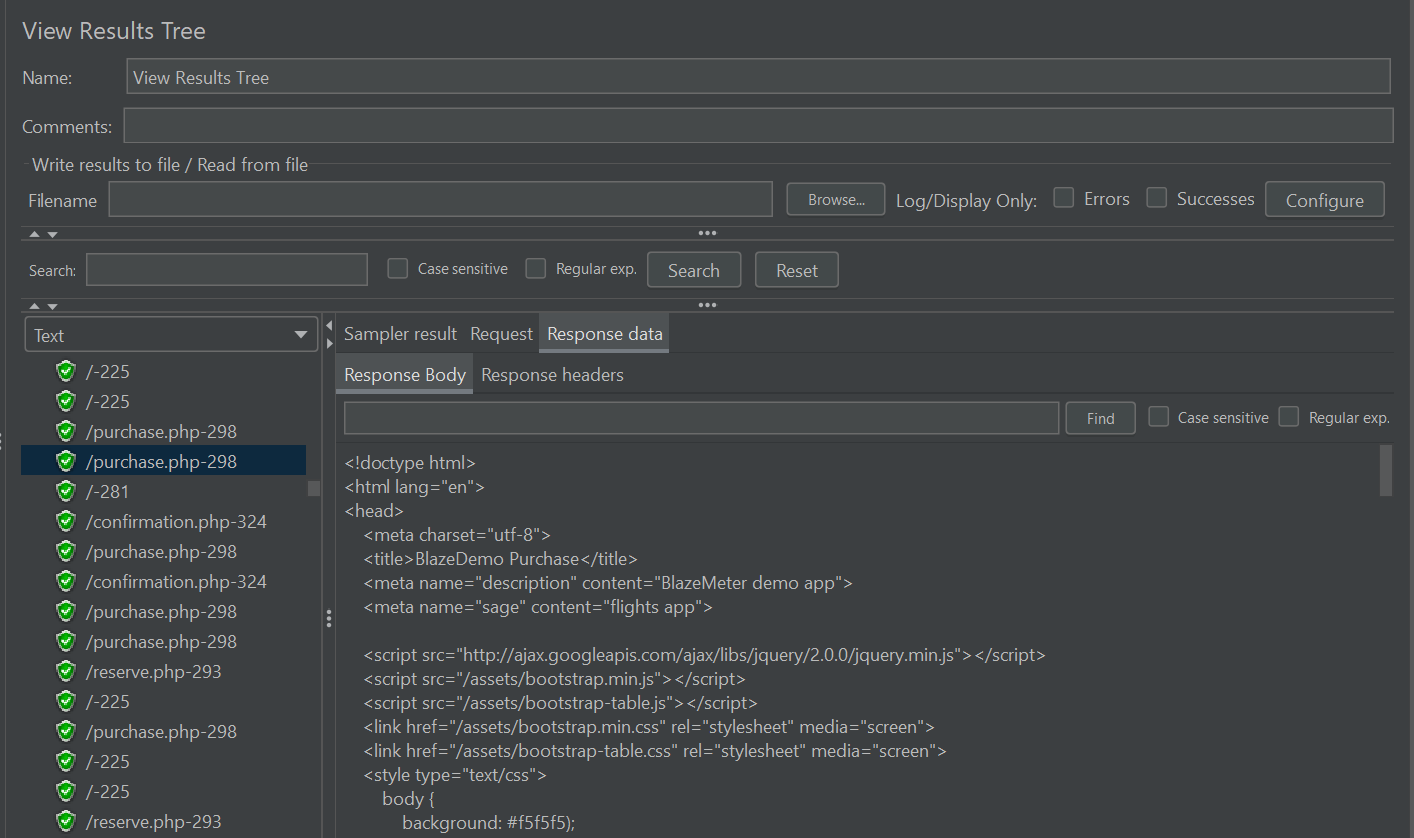 View Results Tree
Name: View Results Tree
Comments:
Write results to file / Read from file
Filename Browse... Log/Display Only: Errors Successes Configure
Search: Case sensitive Regular exp. Search Reset
Text
/-225
/-225
/purchase.php-298
/purchase.php-298
/-281
/confirmation.php-324
/purchase.php-298
/confirmation.php-324
/purchase.php-298
/purchase.php-298
/reserve.php-293
/-225
/purchase.php-298
/-225
/-225
/reserve.php-293
Sampler result Request Response data
Response Body Response headers
Find Case sensitive Regular exp.
<!doctype html>
<html lang="en">
<head>
    <meta charset="utf-8">
    <title>BlazeDemo Purchase</title>
    <meta name="description" content="BlazeMeter demo app">
    <meta name="sage" content="flights app">
    <script src="http://ajax.googleapis.com/ajax/libs/jquery/2.0.0/jquery.min.js"></script>
    <script src="/assets/bootstrap.min.js"></script>
    <script src="/assets/bootstrap-table.js"></script>
    <link href="/assets/bootstrap.min.css" rel="stylesheet" media="screen">
    <link href="/assets/bootstrap-table.css" rel="stylesheet" media="screen">
    <style type="text/css">
        body {
            background: #f5f5f5);